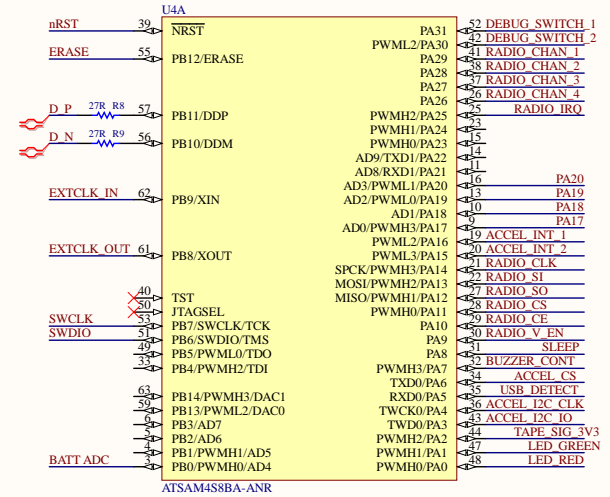 U4A
nRST 39 NRST
ERASE 55 PB12/ERASE
D_P 27R R8 57 PB11/DDP
D_N 27R R9 56 PB10/DDM
EXTCLK_IN 62 PB9/XIN
EXTCLK_OUT 61 PB8/XOUT
40 TST
50 JTAGSEL
SWCLK 53 PB7/SWCLK/TCK
SWDIO 51 PB6/SWDIO/TMS
49 PB5/PWML0/TDO
33 PB4/PWMH2/TDI
63 PB14/PWMH3/DAC1
59 PB13/PWML2/DAC0
6 PB3/AD7
5 PB2/AD6
4 PB1/PWMH1/AD5
BATT ADC 3 PB0/PWMH0/AD4
PA31 52 DEBUG_SWITCH_1
PWML2/PA30 42 DEBUG_SWITCH_2
PA29 41 RADIO_CHAN_1
PA28 38 RADIO_CHAN_2
PA27 37 RADIO_CHAN_3
PA26 26 RADIO_CHAN_4
PWMH2/PA25 25 RADIO_IRQ
PWMH1/PA24 23
PWMH0/PA23 15
AD9/TXD1/PA22 14
AD8/RXD1/PA21 11
AD3/PWML1/PA20 16 PA20
AD2/PWML0/PA19 13 PA19
AD1/PA18 10 PA18
AD0/PWMH3/PA17 9 PA17
PWML2/PA16 19 ACCEL_INT_1
PWML3/PA15 20 ACCEL_INT_2
SPCK/PWMH3/PA14 21 RADIO_CLK
MOSI/PWMH2/PA13 22 RADIO_SI
MISO/PWMH1/PA12 27 RADIO_SO
PWMH0/PA11 28 RADIO_CS
PA10 29 RADIO_CE
PA9 30 RADIO_V_EN
PA8 31 SLEEP
PWMH3/PA7 32 BUZZER_CONT
TXD0/PA6 34 ACCEL_CS
RXD0/PA5 35 USB_DETECT
TWCK0/PA4 36 ACCEL_I2C_CLK
TWD0/PA3 43 ACCEL_I2C_IO
PWMH2/PA2 44 TAPE_SIG_3V3
PWMH1/PA1 47 LED_GREEN
PWMH0/PA0 48 LED_RED
ATSAM4S8BA-ANR